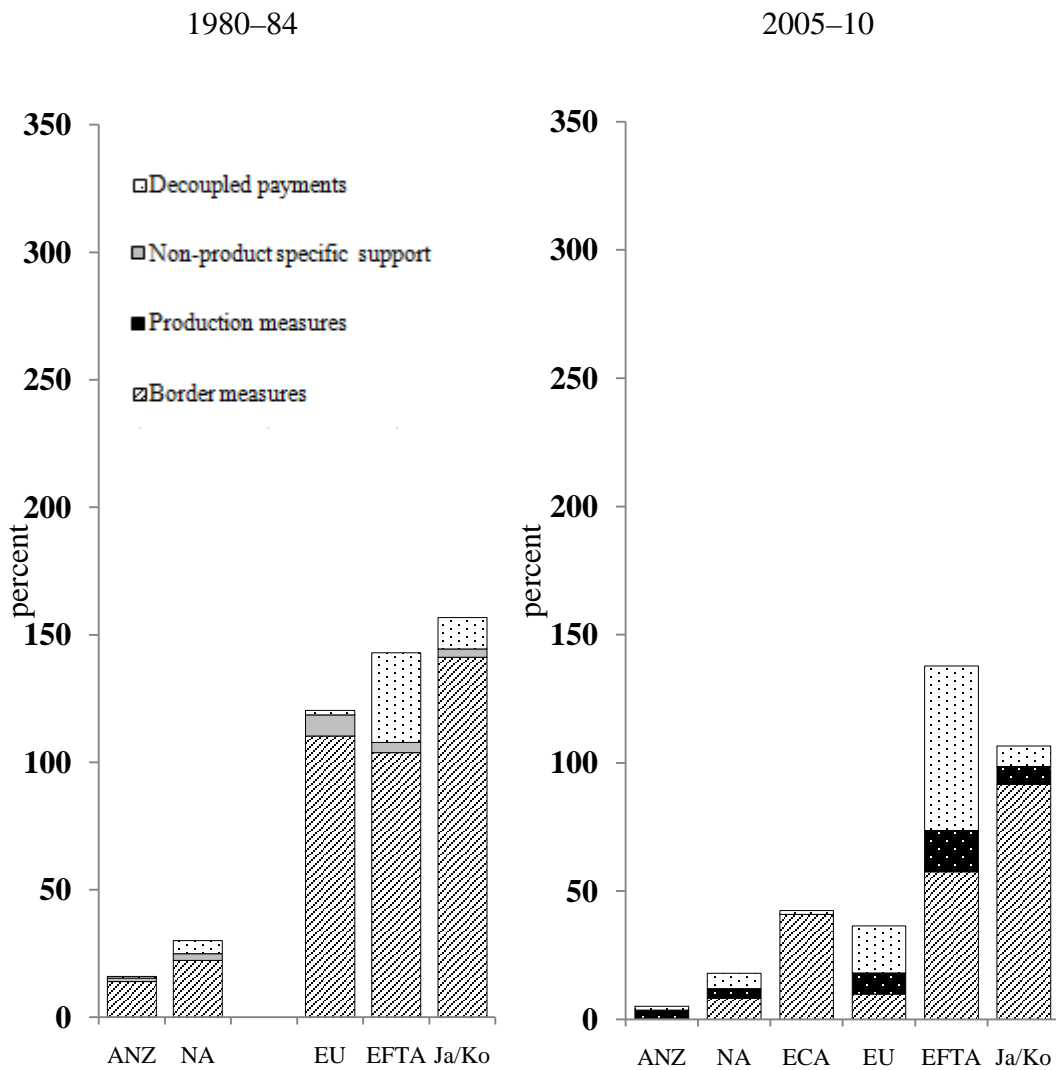 1980–84
350
300
250
200
150
100
50
0
percent
Decoupled payments
Non-product specific support
Production measures
Border measures
ANZ NA EU EFTA Ja/Ko
2005–10
350
300
250
200
150
100
50
0
percent
ANZ NA ECA EU EFTA Ja/Ko